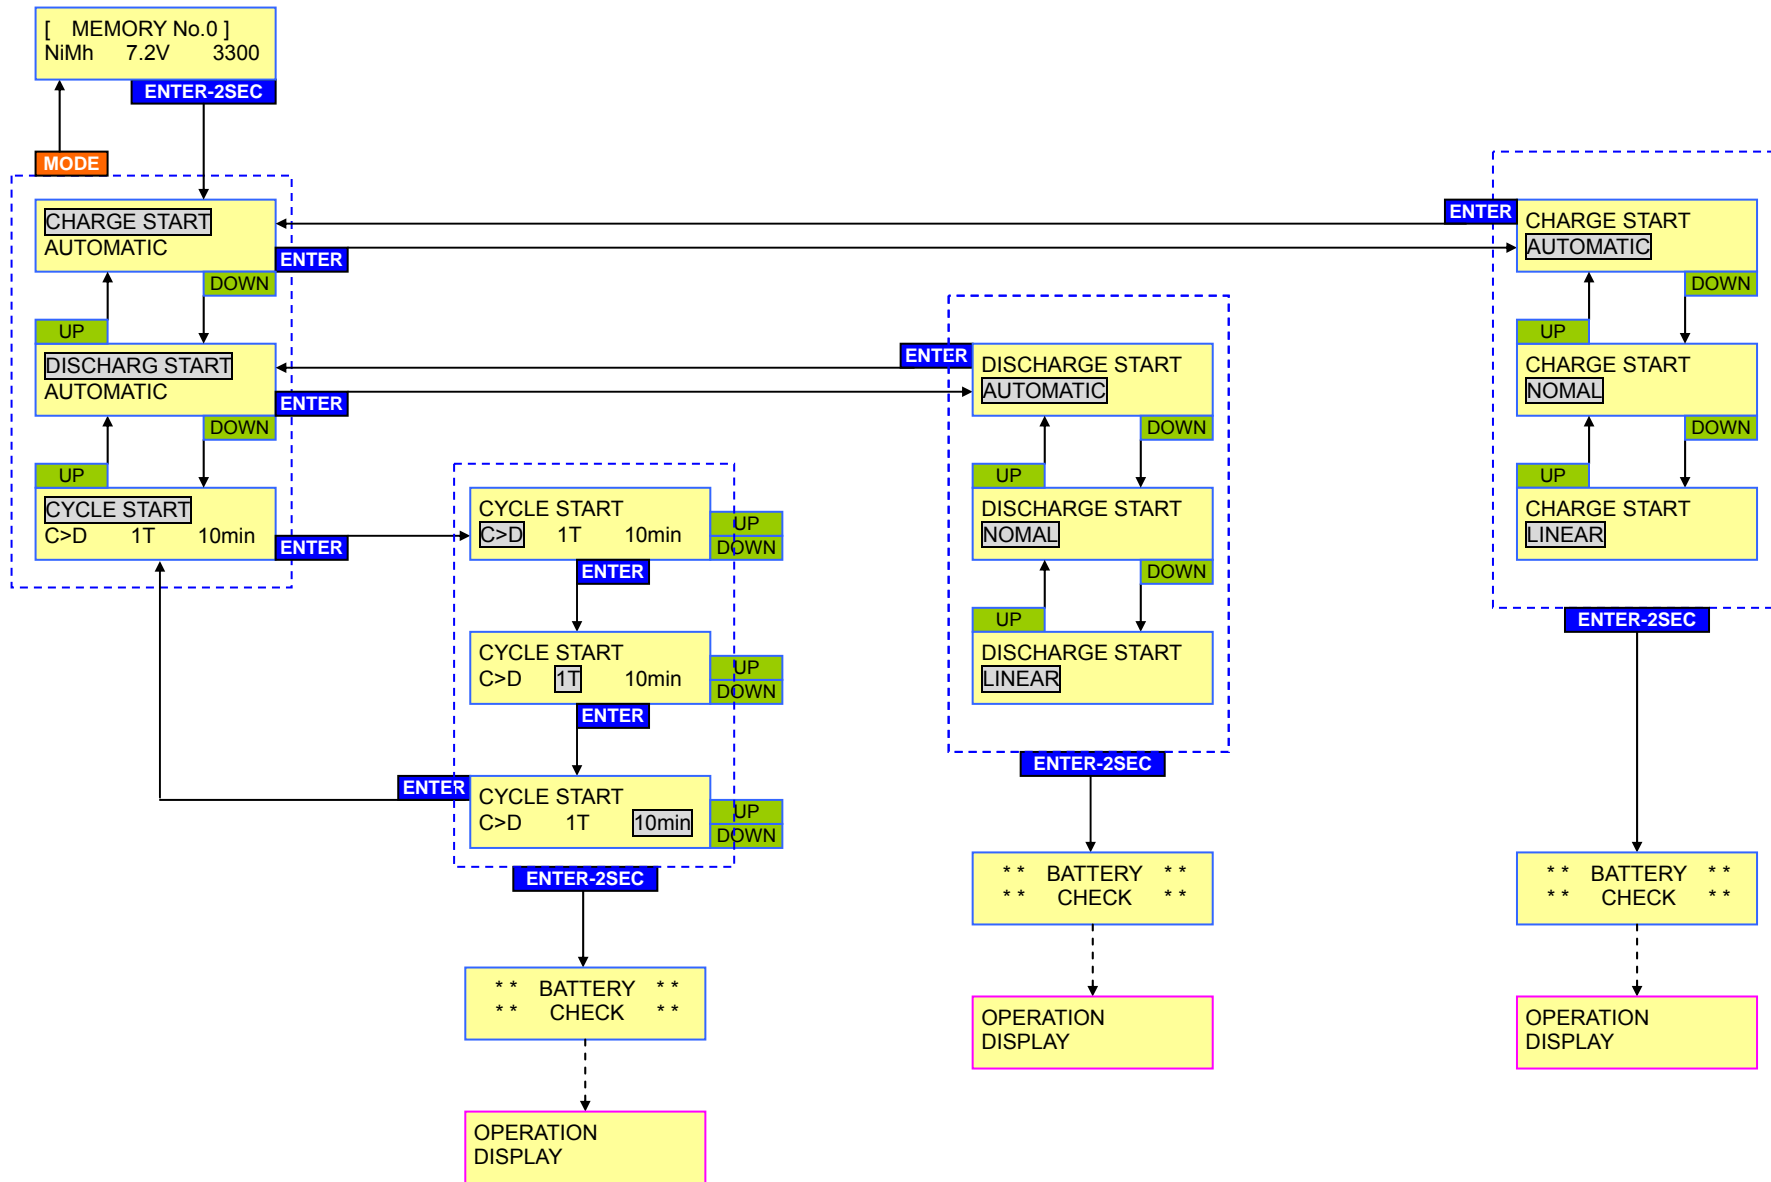 [ MEMORY No.0 ]
NiMh 7.2V 3300
ENTER-2SEC
MODE
CHARGE START
AUTOMATIC
ENTER
DOWN
UP
DISCHARG START
AUTOMATIC
ENTER
DOWN
UP
CYCLE START
C>D 1T 10min
ENTER
CYCLE START
C>D 1T 10min
UP
DOWN
ENTER
CYCLE START
C>D 1T 10min
UP
DOWN
ENTER
ENTER
CYCLE START
C>D 1T 10min
UP
DOWN
ENTER-2SEC
** BATTERY **
** CHECK **
OPERATION
DISPLAY
ENTER
DISCHARGE START
AUTOMATIC
DOWN
UP
DISCHARGE START
NOMAL
DOWN
UP
DISCHARGE START
LINEAR
ENTER-2SEC
** BATTERY **
** CHECK **
OPERATION
DISPLAY
ENTER
CHARGE START
AUTOMATIC
DOWN
UP
CHARGE START
NOMAL
DOWN
UP
CHARGE START
LINEAR
ENTER-2SEC
** BATTERY **
** CHECK **
OPERATION
DISPLAY